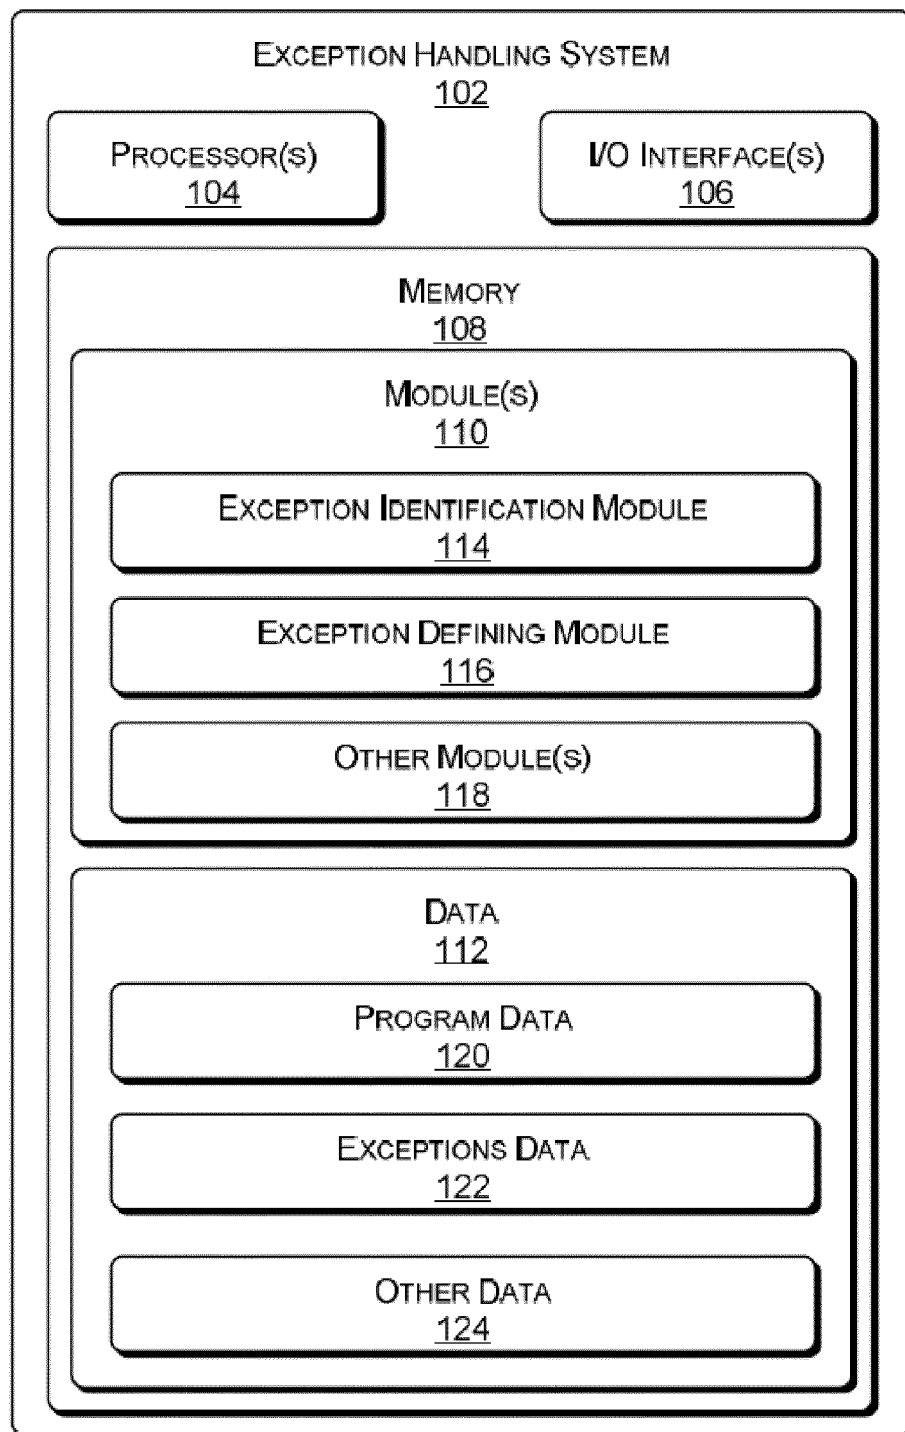 EXCEPTION HANDLING SYSTEM
102
PROCESSOR(S)
104
I/O INTERFACE(S)
106
MEMORY
108
MODULE(S)
110
EXCEPTION IDENTIFICATION MODULE
114
EXCEPTION DEFINING MODULE
116
OTHER MODULE(S)
118
DATA
112
PROGRAM DATA
120
EXCEPTIONS DATA
122
OTHER DATA
124